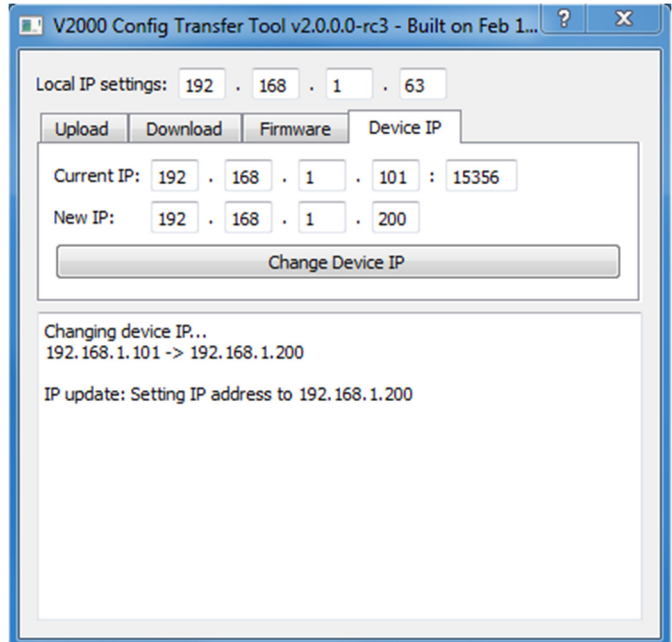 V2000 Config Transfer Tool v2.0.0.0-rc3 - Built on Feb 1... ? X
Local IP settings: 192 . 168 . 1 . 63
Upload Download Firmware Device IP
Current IP: 192 . 168 . 1 . 101 : 15356
New IP: 192 . 168 . 1 . 200
Change Device IP
Changing device IP...
192.168.1.101 -> 192.168.1.200
IP update: Setting IP address to 192.168.1.200